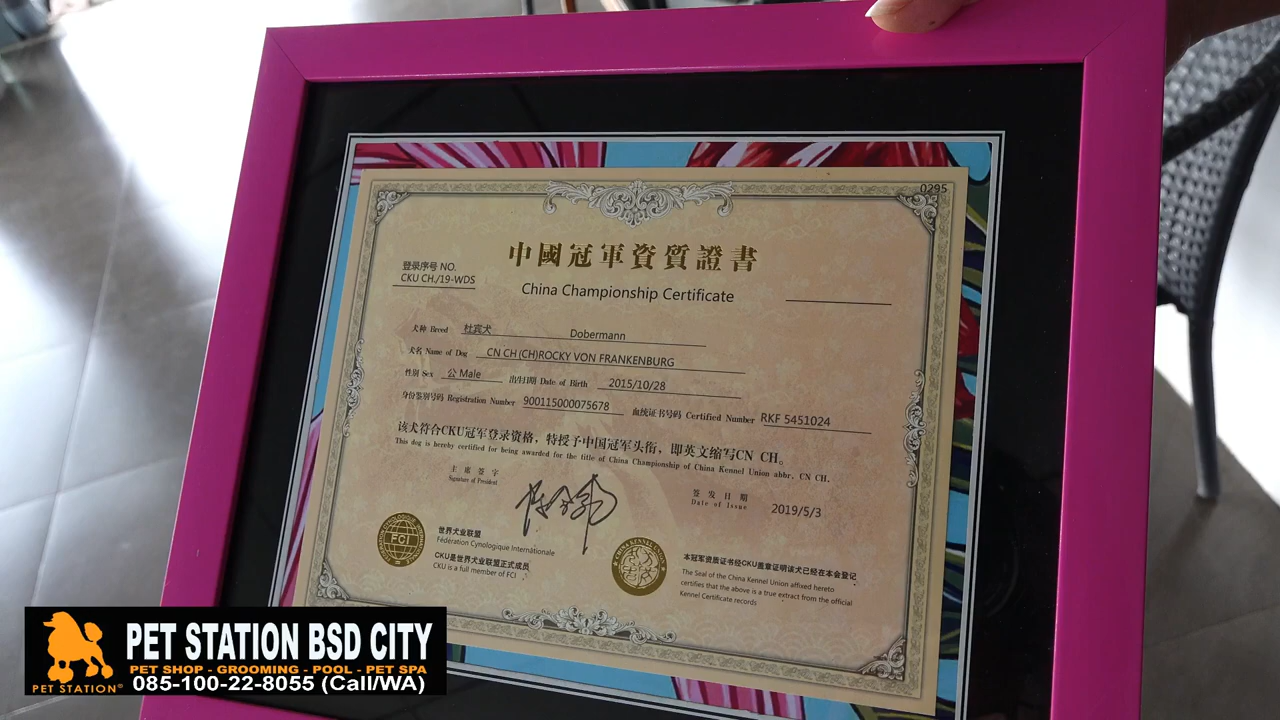 0295
中國冠軍資質證書
登录序号 NO.
CKU CH./19-WDS
China Championship Certificate
犬种 Breed 杜宾犬 Dobermann
犬名 Name of Dog CN CH (CH)ROCKY VON FRANKENBURG
性别 Sex 公 Male 出生日期 Date of Birth 2015/10/28
身份鉴别号码 Registration Number 900115000075678 血统证书号码 Certified Number RKF 5451024
该犬符合CKU冠军登录资格，特授予中国冠军头衔，即英文缩写CN CH。
This dog is hereby certified for being awarded for the title of China Championship of China Kennel Union abbr. CN CH.
主席签字
Signature of President
签发日期
Date of Issue 2019/5/3
FCI
世界犬业联盟
Fédération Cynologique Internationale
CKU是世界犬业联盟正式成员
CKU is a full member of FCI
本冠军资质证书经CKU盖章证明该犬已经在本会登记
The Seal of the China Kennel Union affixed hereto
certifies that the above is a true extract from the official
Kennel Certificate records
PET STATION BSD CITY
PET SHOP - GROOMING - POOL - PET SPA
085-100-22-8055 (Call/WA)
PET STATION®